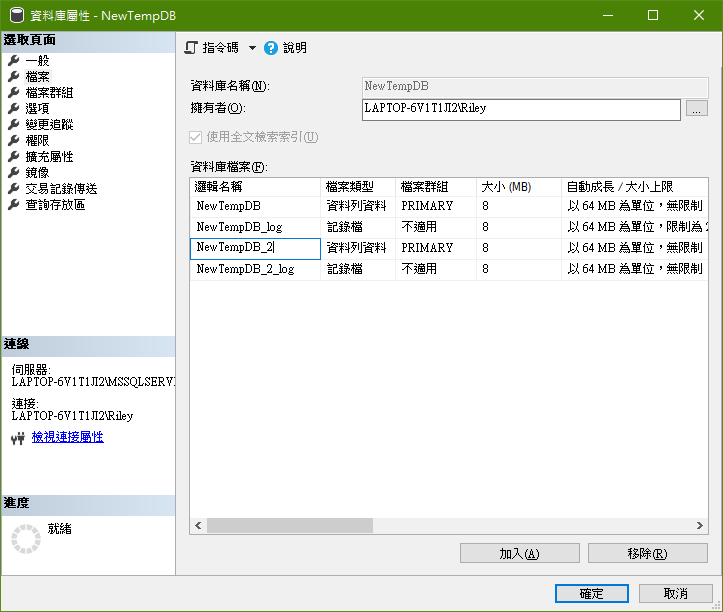 資料庫屬性 - NewTempDB
選取頁面
一般
檔案
檔案群組
選項
變更追蹤
權限
擴充屬性
鏡像
交易記錄傳送
查詢存放區
指令碼 說明
資料庫名稱(N): NewTempDB
擁有者(O): LAPTOP-6V1T1JI2\Riley ...
使用全文檢索索引(U)
資料庫檔案(F):
邏輯名稱 檔案類型 檔案群組 大小 (MB) 自動成長 / 大小上限
NewTempDB 資料列資料 PRIMARY 8 以 64 MB 為單位，無限制
NewTempDB_log 記錄檔 不適用 8 以 64 MB 為單位，限制為 2
NewTempDB_2 資料列資料 PRIMARY 8 以 64 MB 為單位，無限制
NewTempDB_2_log 記錄檔 不適用 8 以 64 MB 為單位，無限制
連線
伺服器:
LAPTOP-6V1T1JI2\MSSQLSERV
連接:
LAPTOP-6V1T1JI2\Riley
檢視連接屬性
進度
就緒
加入(A) 移除(R)
確定 取消